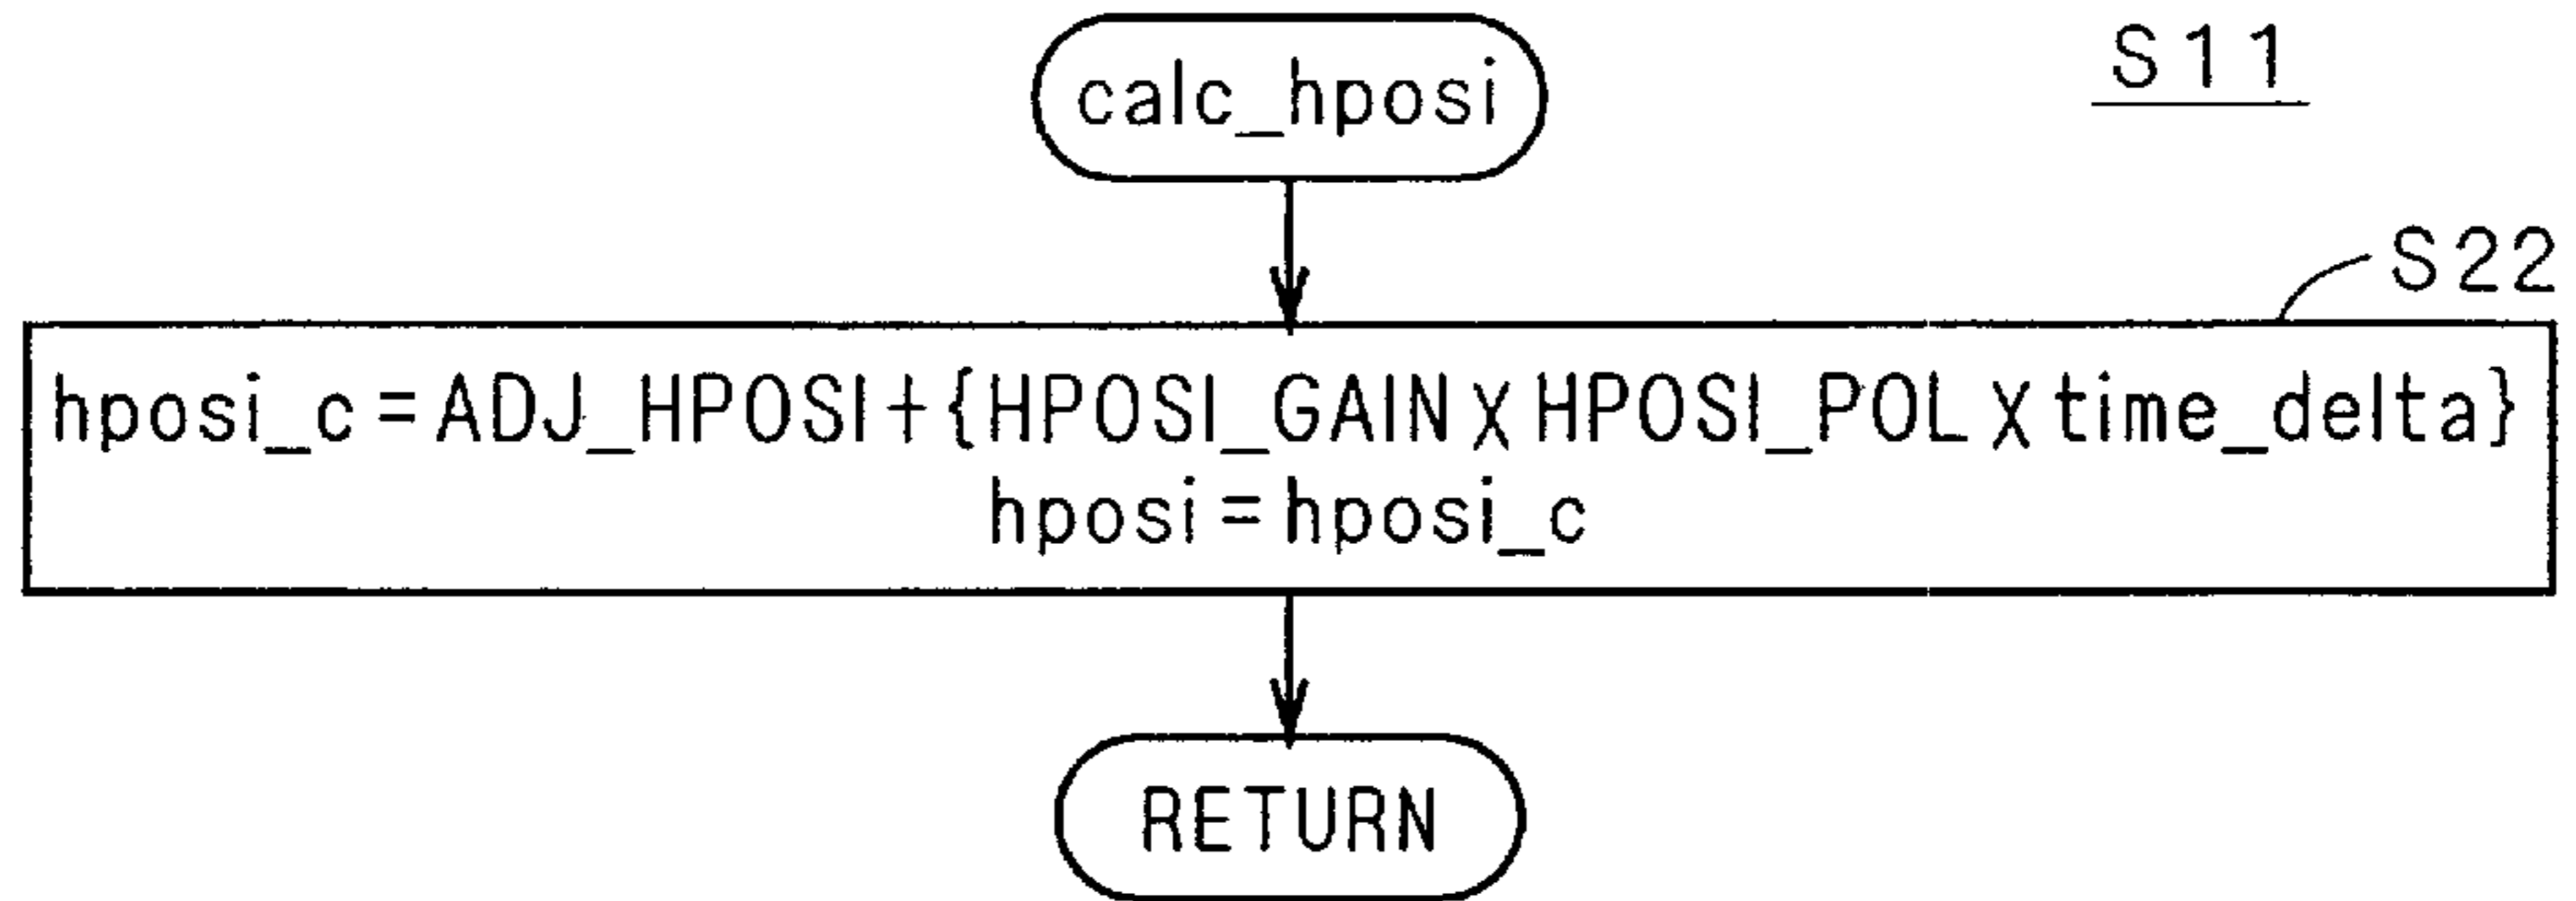 S11
calc_hposi
S22
hposi_c=ADJ_HPOSI+{HPOSI_GAIN×HPOSI_POL×time_delta}
hposi=hposi_c
RETURN